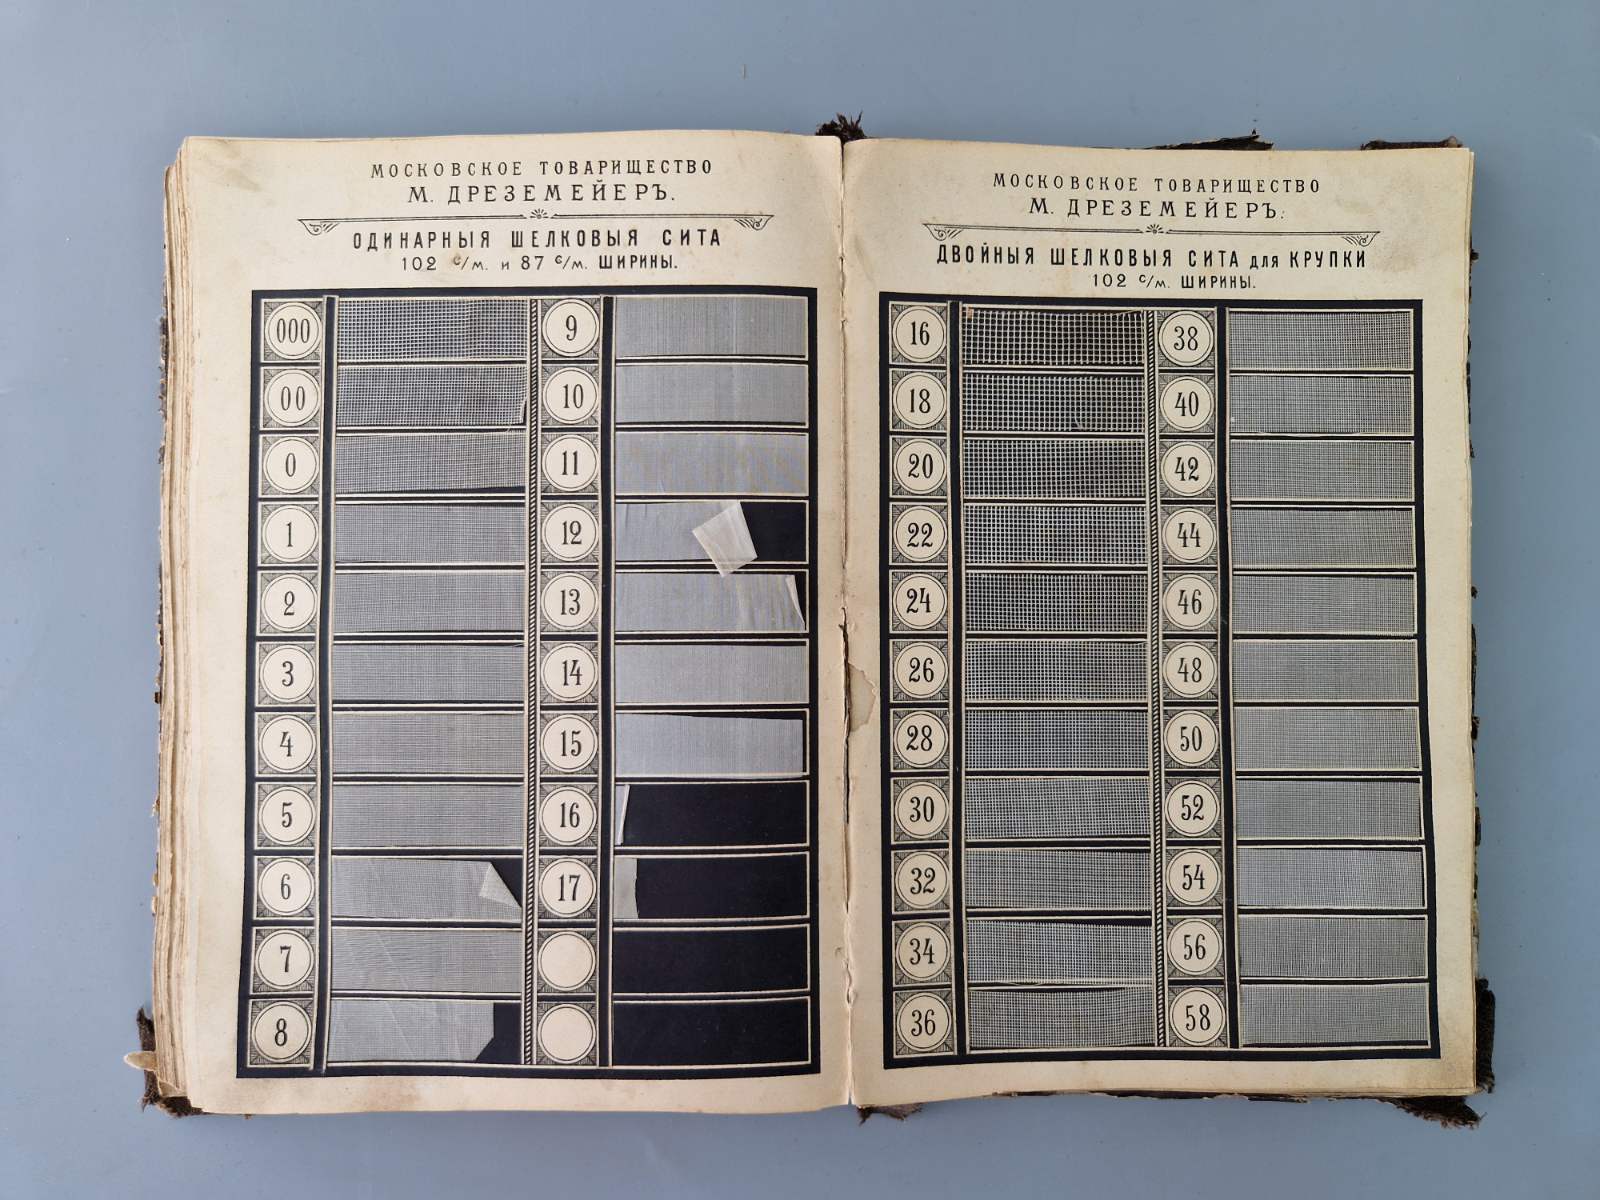 МОСКОВСКОЕ ТОВАРИЩЕСТВО
М. ДРЕЗЕМЕЙЕРЪ.
ОДИНАРНЫЯ ШЕЛКОВЫЯ СИТА
102 с/м. и 87 с/м. ШИРИНЫ.
000 9
00 10
0 11
1 12
2 13
3 14
4 15
5 16
6 17
7
8
МОСКОВСКОЕ ТОВАРИЩЕСТВО
М. ДРЕЗЕМЕЙЕРЪ.
ДВОЙНЫЯ ШЕЛКОВЫЯ СИТА для КРУПКИ
102 с/м. ШИРИНЫ.
16 38
18 40
20 42
22 44
24 46
26 48
28 50
30 52
32 54
34 56
36 58